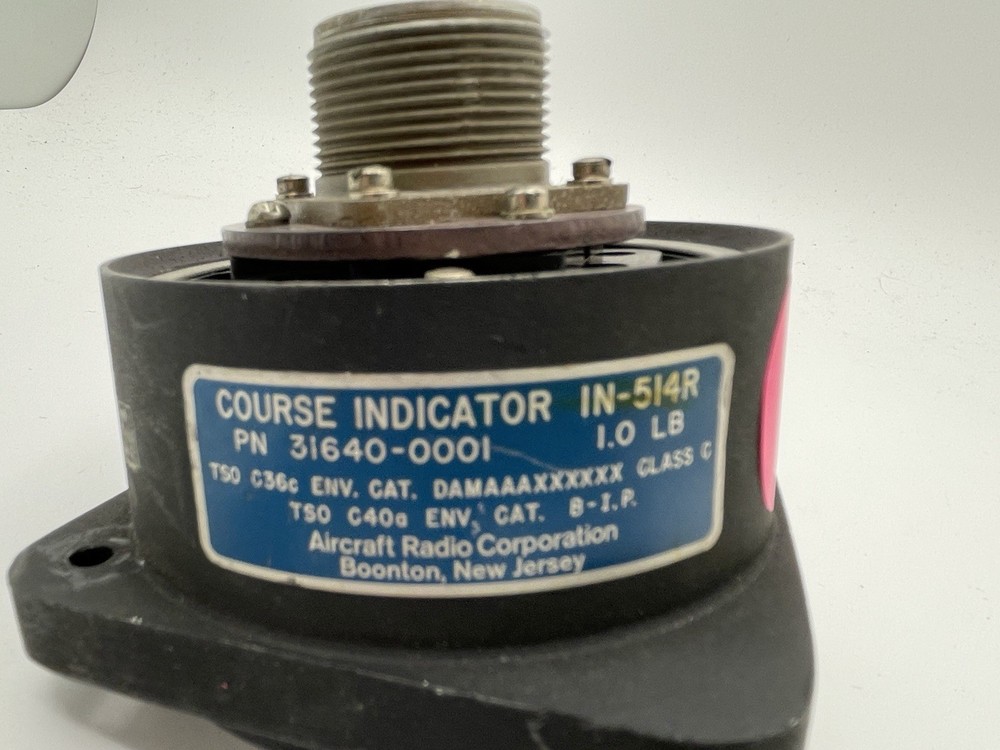 COURSE INDICATOR IN-514R
PN 31640-0001 1.0 LB
TSO C36c ENV. CAT. DAMAAAXXXXXX CLASS C
TSO C40a ENV. CAT. B-I.P.
Aircraft Radio Corporation
Boonton, New Jersey